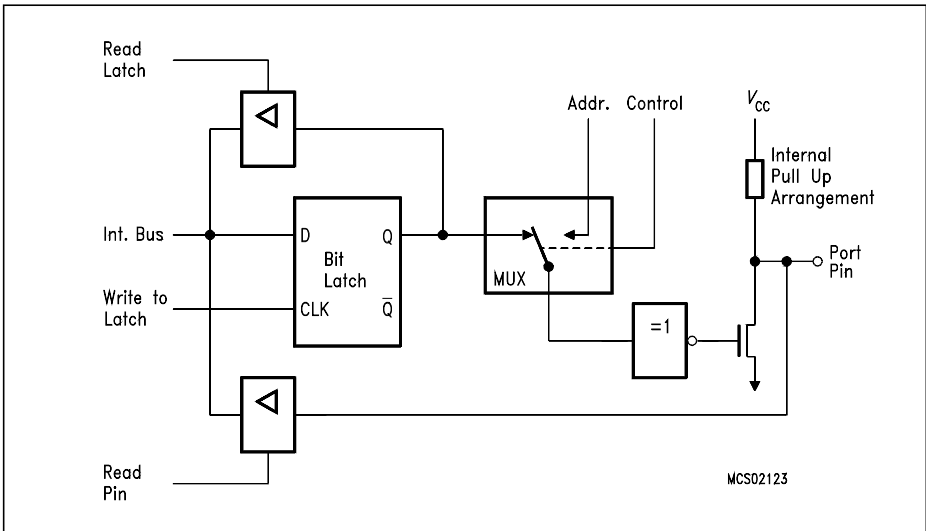 Read
Latch
Addr. Control
VCC
Internal
Pull Up
Arrangement
Int. Bus
D
Q
Bit
Latch
MUX
Port
Pin
Write to
Latch
CLK
Q̅
=1
Read
Pin
MCS02123